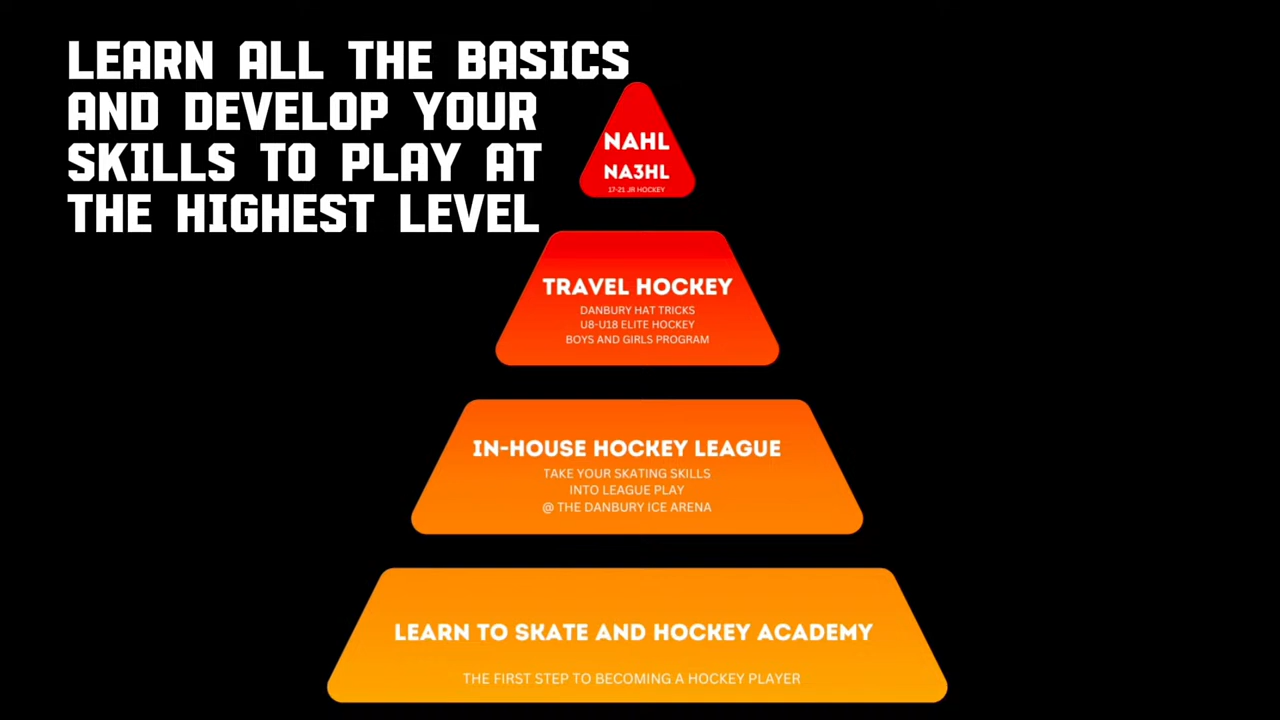 LEARN ALL THE BASICS
AND DEVELOP YOUR
SKILLS TO PLAY AT
THE HIGHEST LEVEL
NAHL
NA3HL
17-21 JR HOCKEY
TRAVEL HOCKEY
DANBURY HAT TRICKS
U8-U18 ELITE HOCKEY
BOYS AND GIRLS PROGRAM
IN-HOUSE HOCKEY LEAGUE
TAKE YOUR SKATING SKILLS
INTO LEAGUE PLAY
@ THE DANBURY ICE ARENA
LEARN TO SKATE AND HOCKEY ACADEMY
THE FIRST STEP TO BECOMING A HOCKEY PLAYER